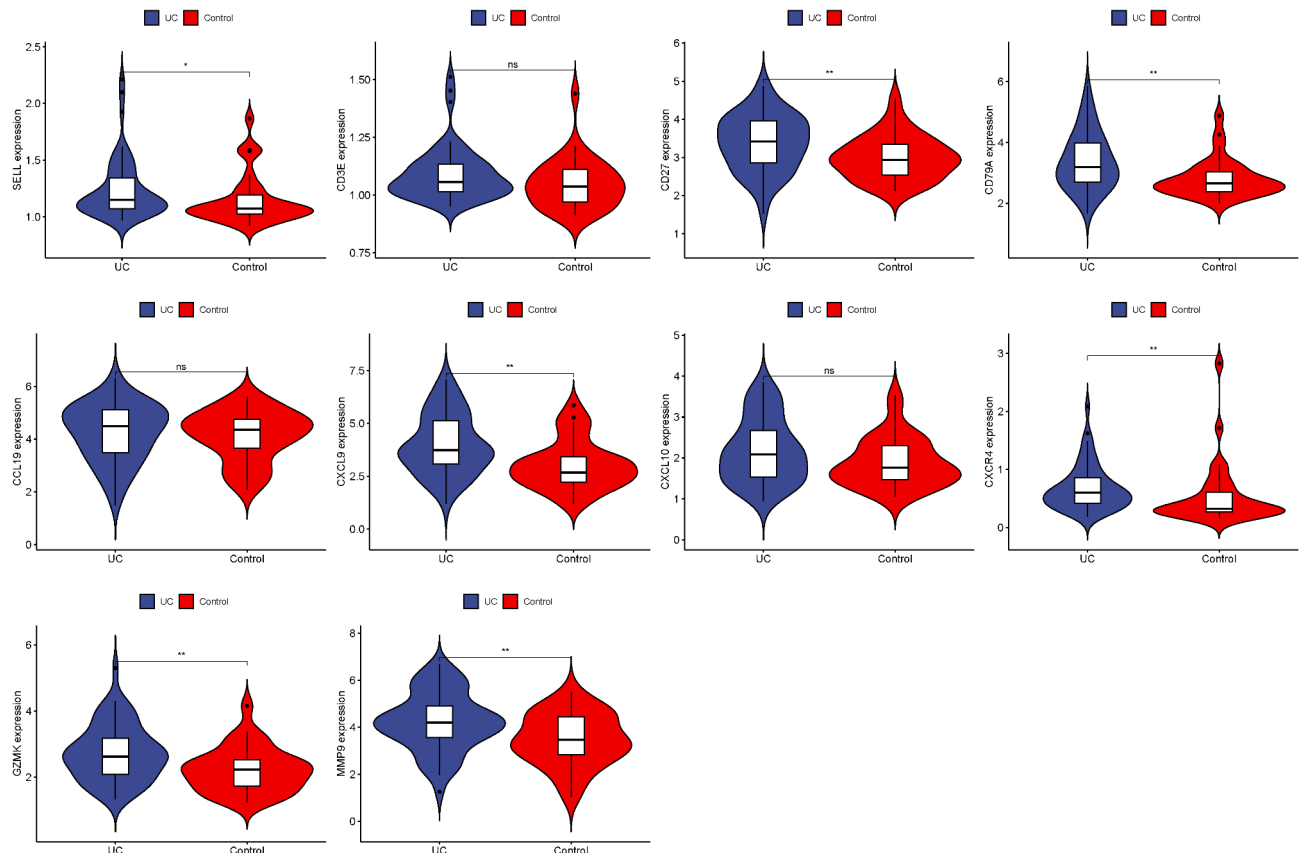 UC Control
SELL expression
2.5
2.0
1.5
1.0
*
UC Control
UC Control
CD3E expression
1.50
1.25
1.00
0.75
ns
UC Control
UC Control
CD27 expression
6
5
4
3
2
1
**
UC Control
UC Control
CD79A expression
6
4
2
**
UC Control
UC Control
CCL19 expression
6
4
2
0
ns
UC Control
UC Control
CXCL9 expression
7.5
5.0
2.5
0.0
**
UC Control
UC Control
CXCL10 expression
5
4
3
2
1
0
ns
UC Control
UC Control
CXCR4 expression
3
2
1
0
**
UC Control
UC Control
GZMK expression
6
4
2
**
UC Control
UC Control
MMP9 expression
8
6
4
2
0
**
UC Control